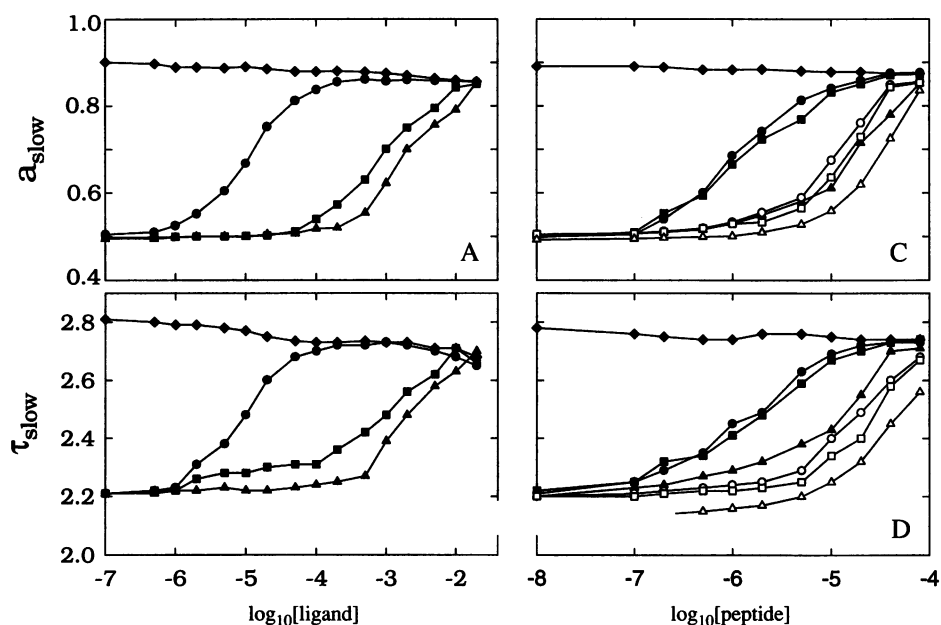 1.0
0.8
0.6
0.4
a_slow
A
C
2.8
2.6
2.4
2.2
2.0
τ_slow
D
-7 -6 -5 -4 -3 -2
-8 -7 -6 -5 -4
log₁₀[ligand]
log₁₀[peptide]